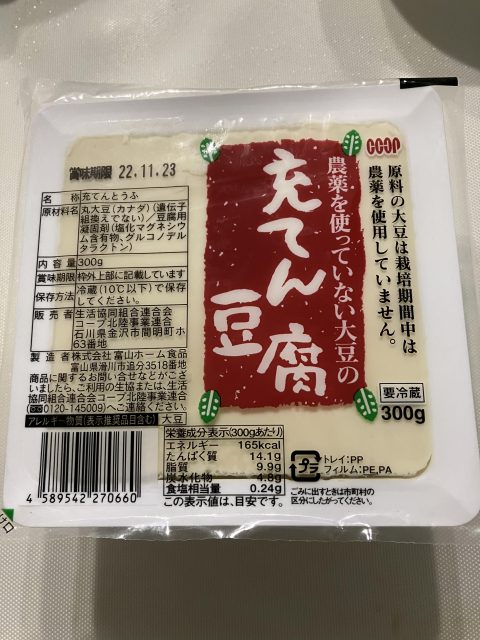 賞味期限 22.11.23
COOP
原料の大豆は栽培期間中は
農薬を使用していません。
農薬を使っていない大豆の
充てん
豆腐
要冷蔵
300g
名 称 充てんとうふ
原材料名 丸大豆(カナダ)(遺伝子
組換えでない)/豆腐用
凝固剤(塩化マグネシウ
ム含有物、グルコノデル
タラクトン)
内 容 量 300g
賞味期限 枠外上部に記載しています
保存方法 冷蔵(10℃以下)で保存
してください。
販 売 者 生活協同組合連合会
コープ北陸事業連合
石川県金沢市間明町ホ
63番地
製 造 者 株式会社 富山ホーム食品
富山県滑川市追分3518番地
商品に関するお問い合せなどがござ
いましたら、ご利用の生協または、生活
協同組合連合会コープ北陸事業連合
0120-145009へご連絡ください。
アレルギー物質(表示推奨品目含む) 大豆
栄養成分表示(300gあたり)
エネルギー 165kcal
たんぱく質 14.1g
脂質 9.9g
炭水化物 4.8g
食塩相当量 0.24g
この表示値は、目安です。
4 589542 270660
プラ
トレイ:PP
フィルム:PE,PA
ごみに出すときは市町村の
区分にしたがってください。